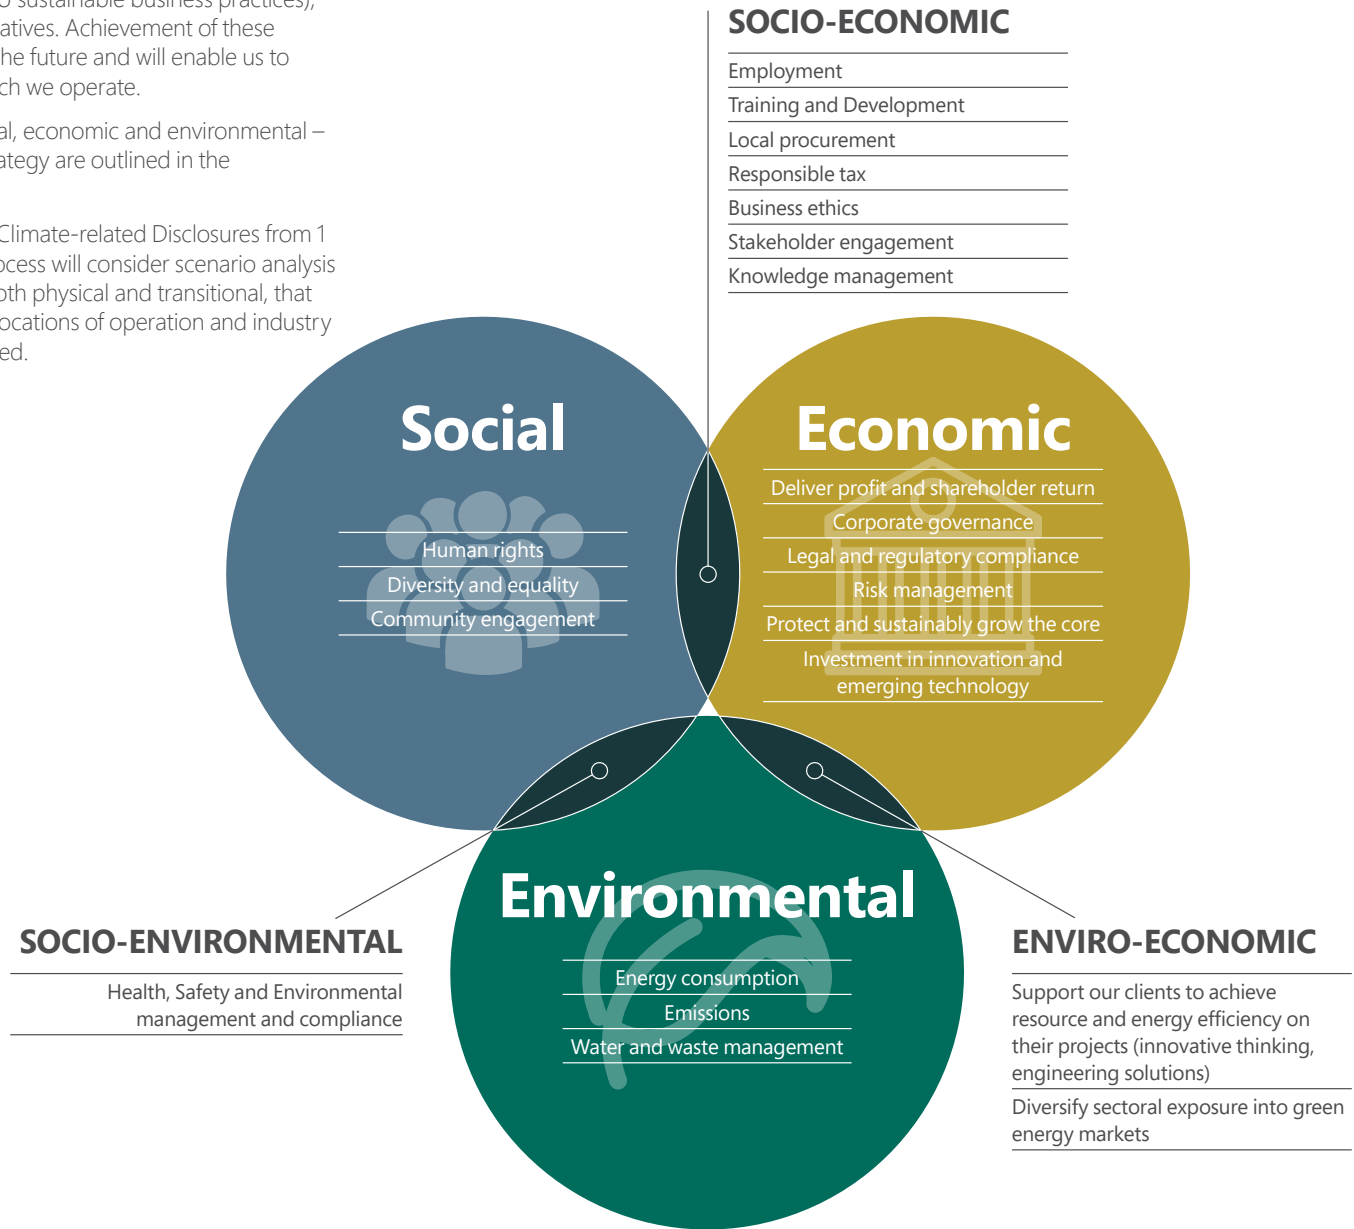 sustainable business practices),
atives. Achievement of these
he future and will enable us to
ch we operate.
al, economic and environmental –
ategy are outlined in the
Climate-related Disclosures from 1
ocess will consider scenario analysis
oth physical and transitional, that
ocations of operation and industry
ed.
SOCIO-ECONOMIC
Employment
Training and Development
Local procurement
Responsible tax
Business ethics
Stakeholder engagement
Knowledge management
Social
Human rights
Diversity and equality
Community engagement
Economic
Deliver profit and shareholder return
Corporate governance
Legal and regulatory compliance
Risk management
Protect and sustainably grow the core
Investment in innovation and
emerging technology
Environmental
Energy consumption
Emissions
Water and waste management
SOCIO-ENVIRONMENTAL
Health, Safety and Environmental
management and compliance
ENVIRO-ECONOMIC
Support our clients to achieve
resource and energy efficiency on
their projects (innovative thinking,
engineering solutions)
Diversify sectoral exposure into green
energy markets